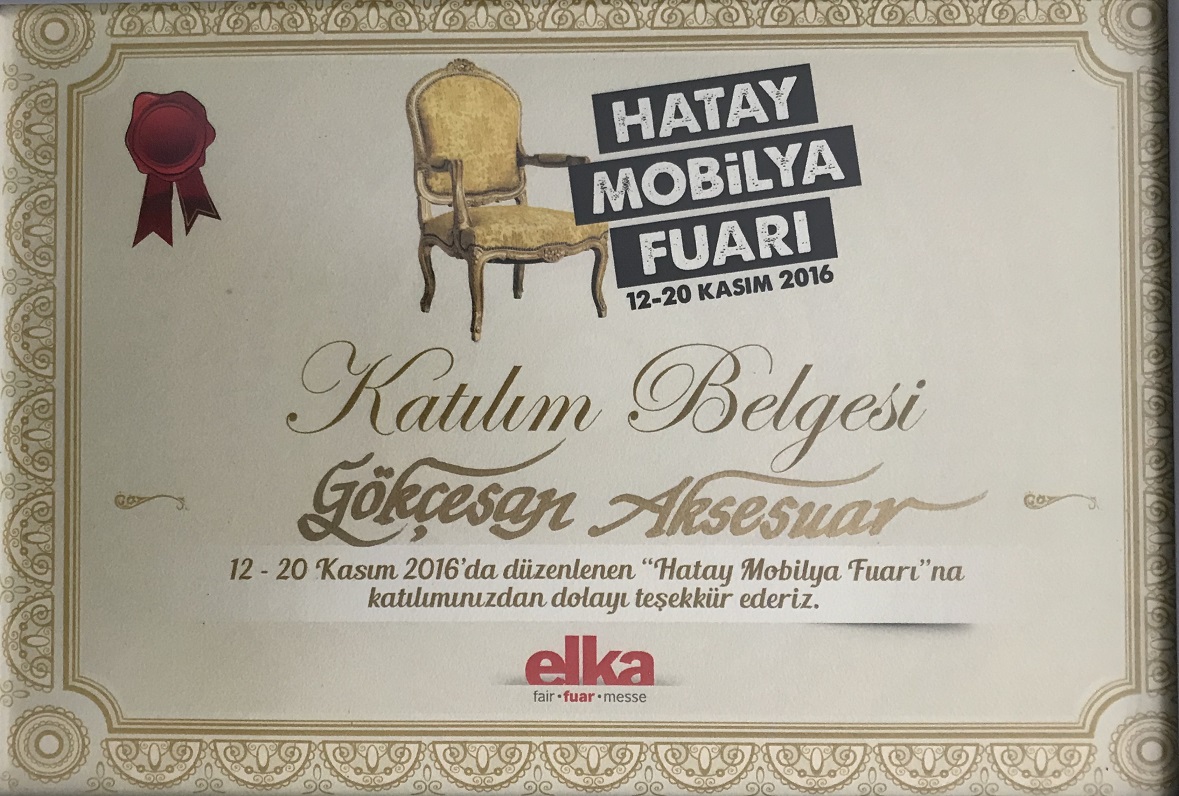 HATAY
MOBİLYA
FUARI
12-20 KASIM 2016
Katılım Belgesi
Gökçesan Aksesuar
12 - 20 Kasım 2016'da düzenlenen “Hatay Mobilya Fuarı”na
katılımınızdan dolayı teşekkür ederiz.
elka
fair • fuar • messe